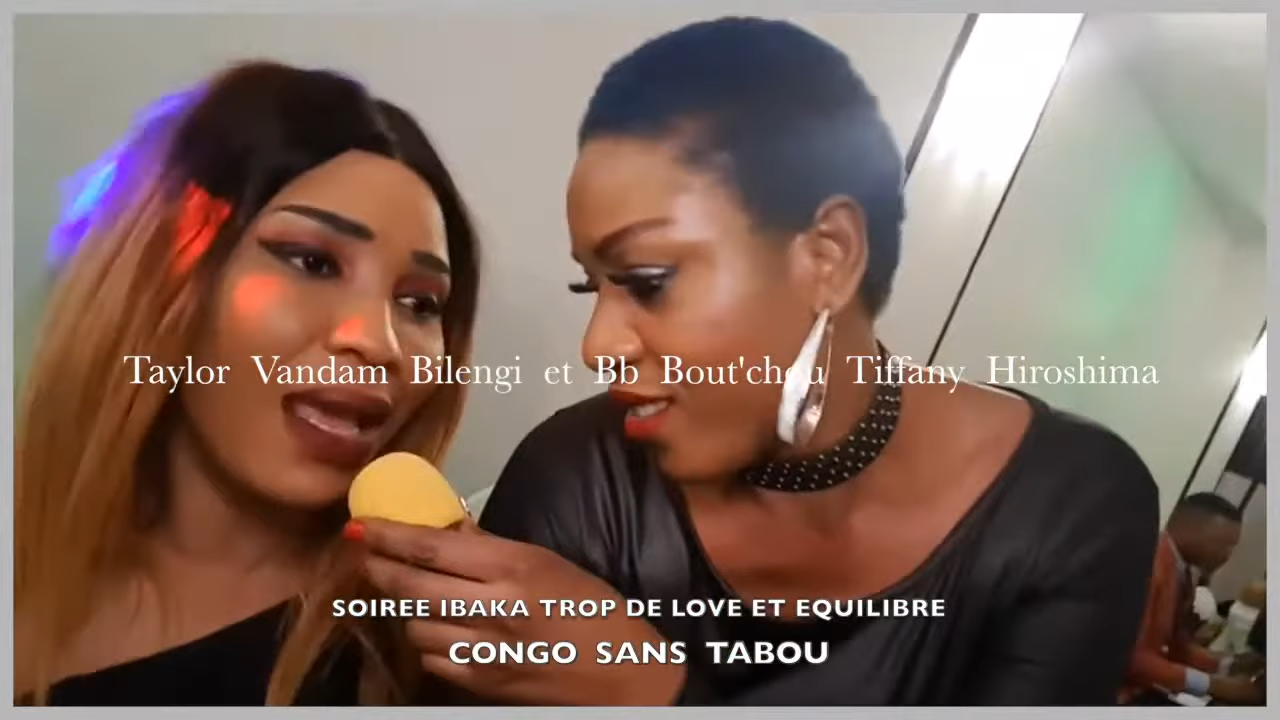 Taylor Vandam Bilengi et Bb Bout'chou Tiffany Hiroshima
SOIREE IBAKA TROP DE LOVE ET EQUILIBRE
CONGO SANS TABOU